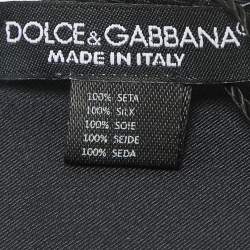 DOLCE & GABBANA
MADE IN ITALY
100% SETA
100% SILK
100% SOIE
100% SEIDE
100% SEDA